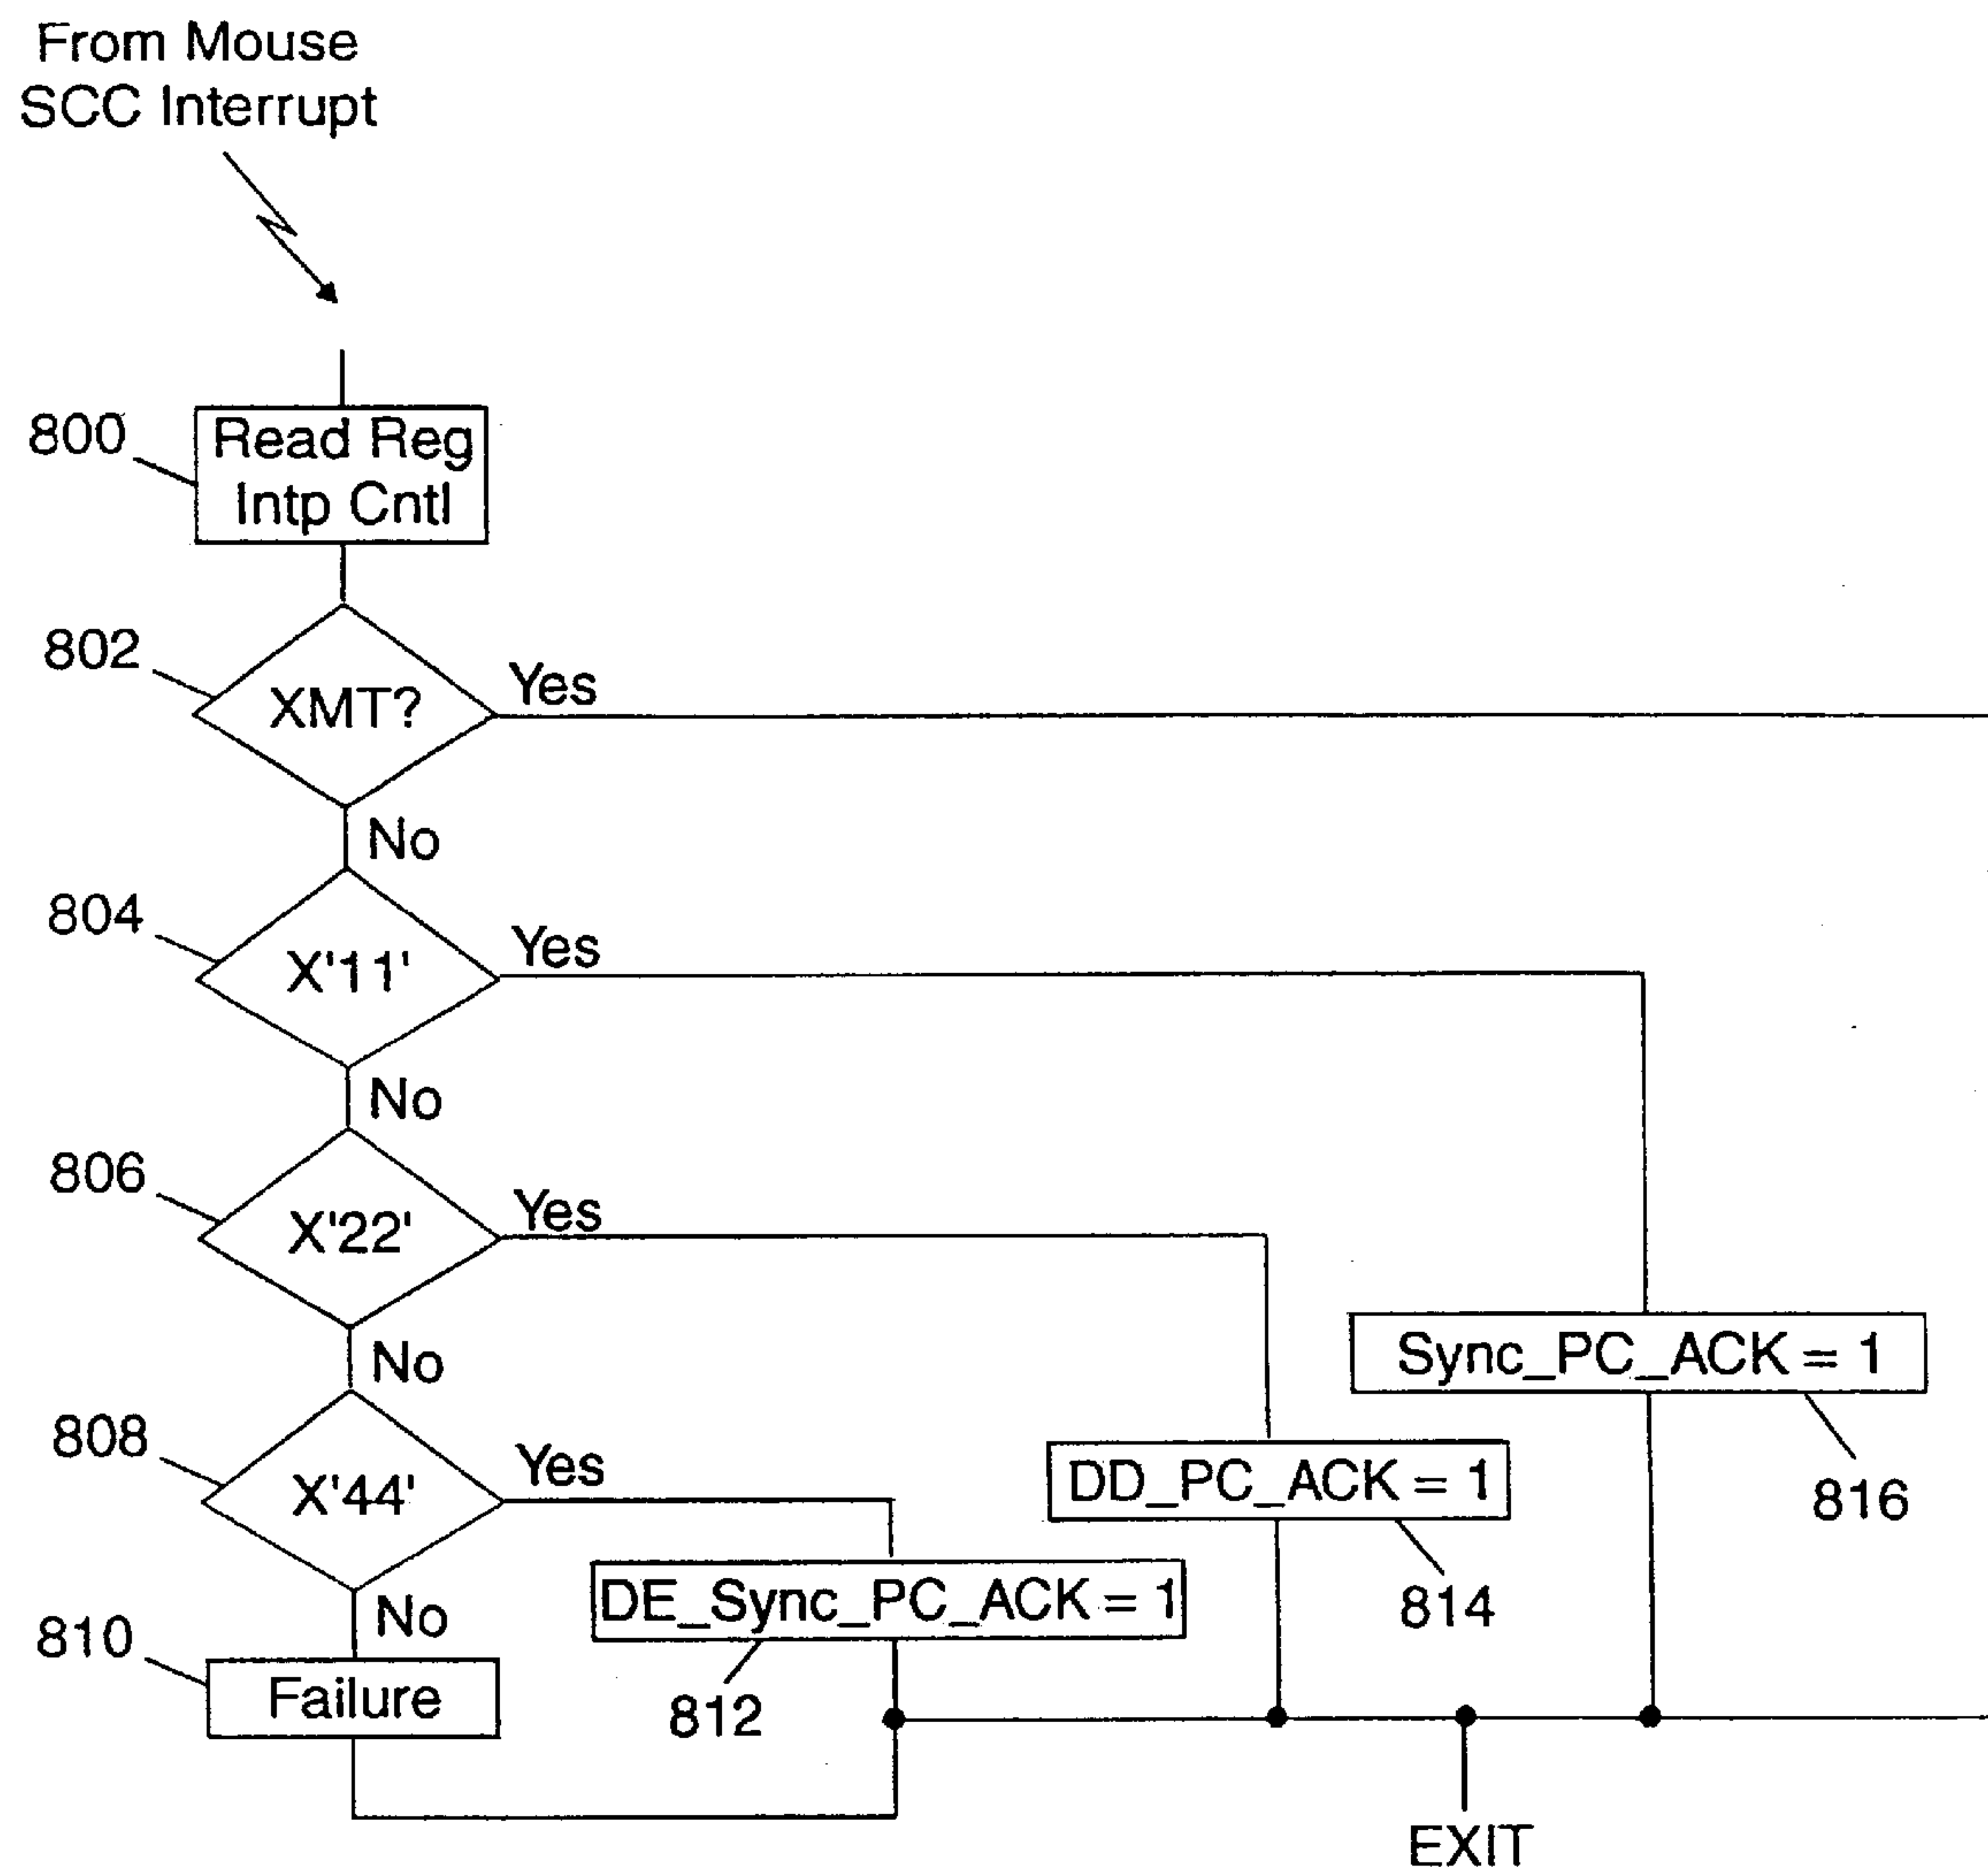 From Mouse
SCC Interrupt
800
Read Reg
Intp Cntl
802
XMT?
Yes
No
804
X'11'
Yes
No
806
X'22'
Yes
No
Sync_PC_ACK = 1
816
808
X'44'
Yes
No
DD_PC_ACK = 1
814
DE_Sync_PC_ACK = 1
812
810
Failure
EXIT